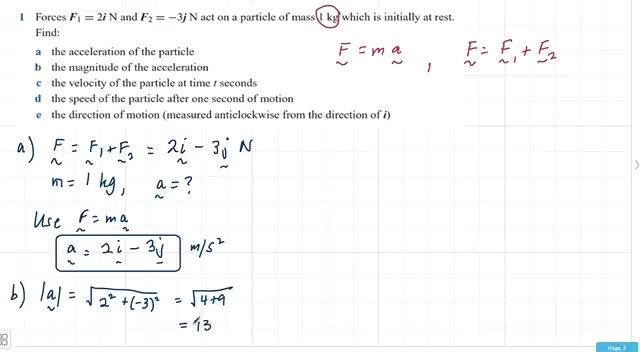 1 Forces F₁ = 2i N and F₂ = −3j N act on a particle of mass 1 kg which is initially at rest.
Find:
a the acceleration of the particle
b the magnitude of the acceleration
c the velocity of the particle at time t seconds
d the speed of the particle after one second of motion
e the direction of motion (measured anticlockwise from the direction of i)
F = m a , F = F₁ + F₂
a) F = F₁ + F₂ = 2i − 3j N
m = 1 kg, a = ?
Use F = ma
a = 2i − 3j m/s²
b) |a| = √2² + (−3)² = √4+9
= 13
Page 2